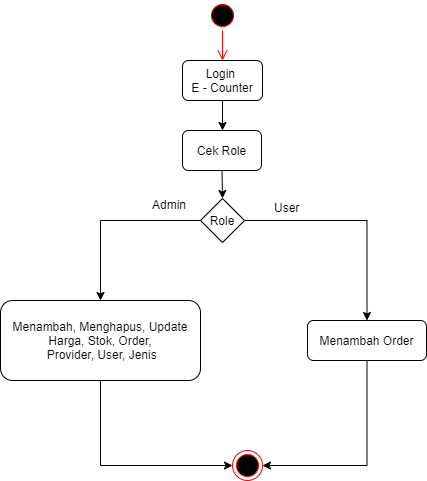 Login
E - Counter
Cek Role
Admin
User
Role
Menambah, Menghapus, Update
Harga, Stok, Order,
Provider, User, Jenis
Menambah Order